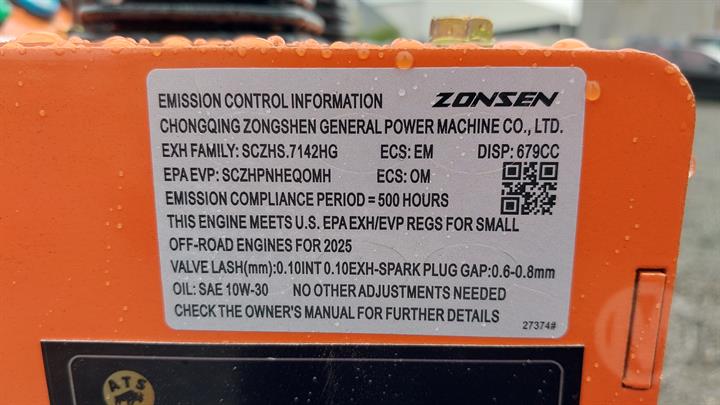 EMISSION CONTROL INFORMATION ZONSEN
CHONGQING ZONGSHEN GENERAL POWER MACHINE CO., LTD.
EXH FAMILY: SCZHS.7142HG ECS: EM DISP: 679CC
EPA EVP: SCZHPNHEQOMH ECS: OM
EMISSION COMPLIANCE PERIOD = 500 HOURS
THIS ENGINE MEETS U.S. EPA EXH/EVP REGS FOR SMALL
OFF-ROAD ENGINES FOR 2025
VALVE LASH(mm):0.10INT 0.10EXH-SPARK PLUG GAP:0.6-0.8mm
OIL: SAE 10W-30 NO OTHER ADJUSTMENTS NEEDED
CHECK THE OWNER'S MANUAL FOR FURTHER DETAILS
27374#
ATS